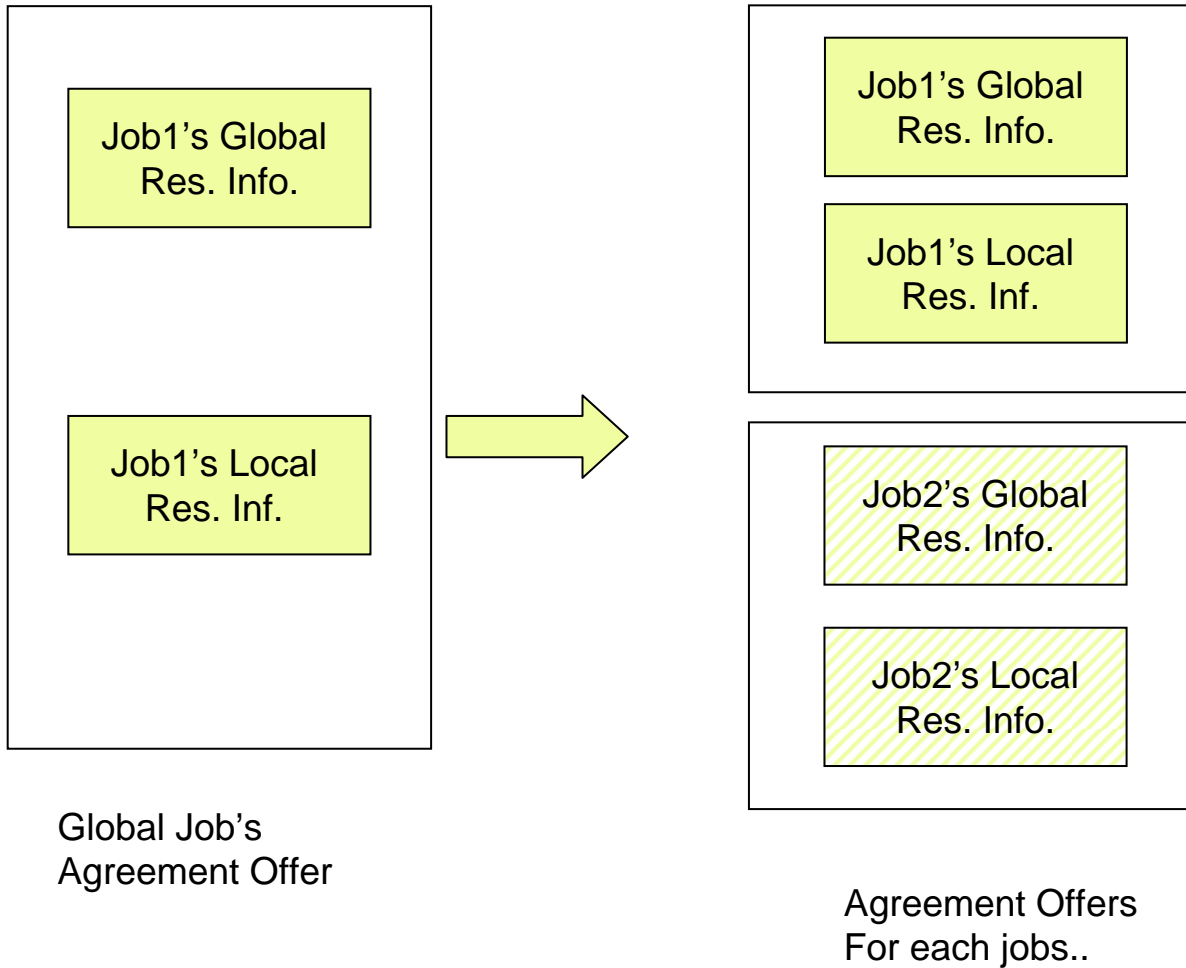 Job1’s Global
Res. Info.
Job1’s Local
Res. Inf.
Global Job’s
Agreement Offer
Job1’s Global
Res. Info.
Job1’s Local
Res. Inf.
Job2’s Global
Res. Info.
Job2’s Local
Res. Info.
Agreement Offers
For each jobs..